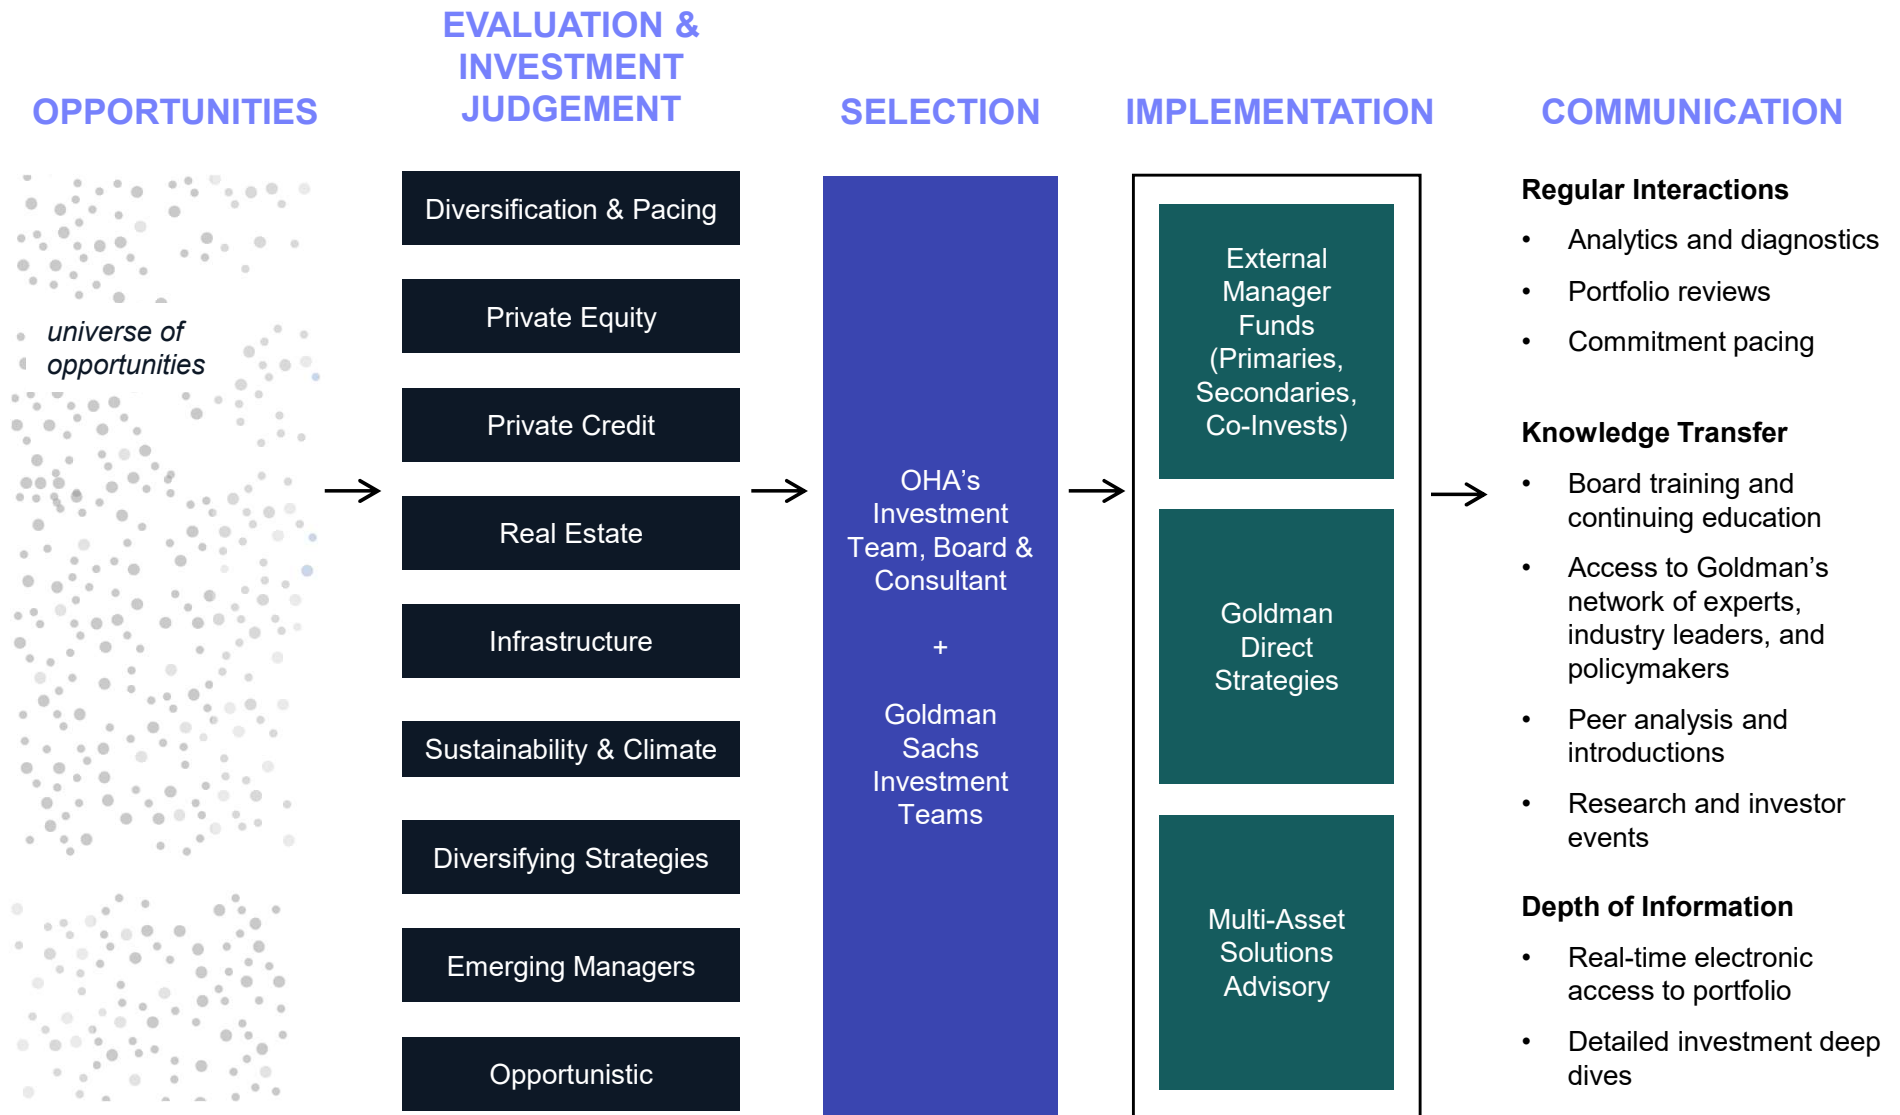 OPPORTUNITIES
universe of
opportunities
EVALUATION &
INVESTMENT
JUDGEMENT
Diversification & Pacing
Private Equity
Private Credit
Real Estate
Infrastructure
Sustainability & Climate
Diversifying Strategies
Emerging Managers
Opportunistic
SELECTION
OHA’s
Investment
Team, Board &
Consultant
+
Goldman
Sachs
Investment
Teams
IMPLEMENTATION
External
Manager
Funds
(Primaries,
Secondaries,
Co-Invests)
Goldman
Direct
Strategies
Multi-Asset
Solutions
Advisory
COMMUNICATION
Regular Interactions
• Analytics and diagnostics
• Portfolio reviews
• Commitment pacing
Knowledge Transfer
• Board training and
continuing education
• Access to Goldman’s
network of experts,
industry leaders, and
policymakers
• Peer analysis and
introductions
• Research and investor
events
Depth of Information
• Real-time electronic
access to portfolio
• Detailed investment deep
dives